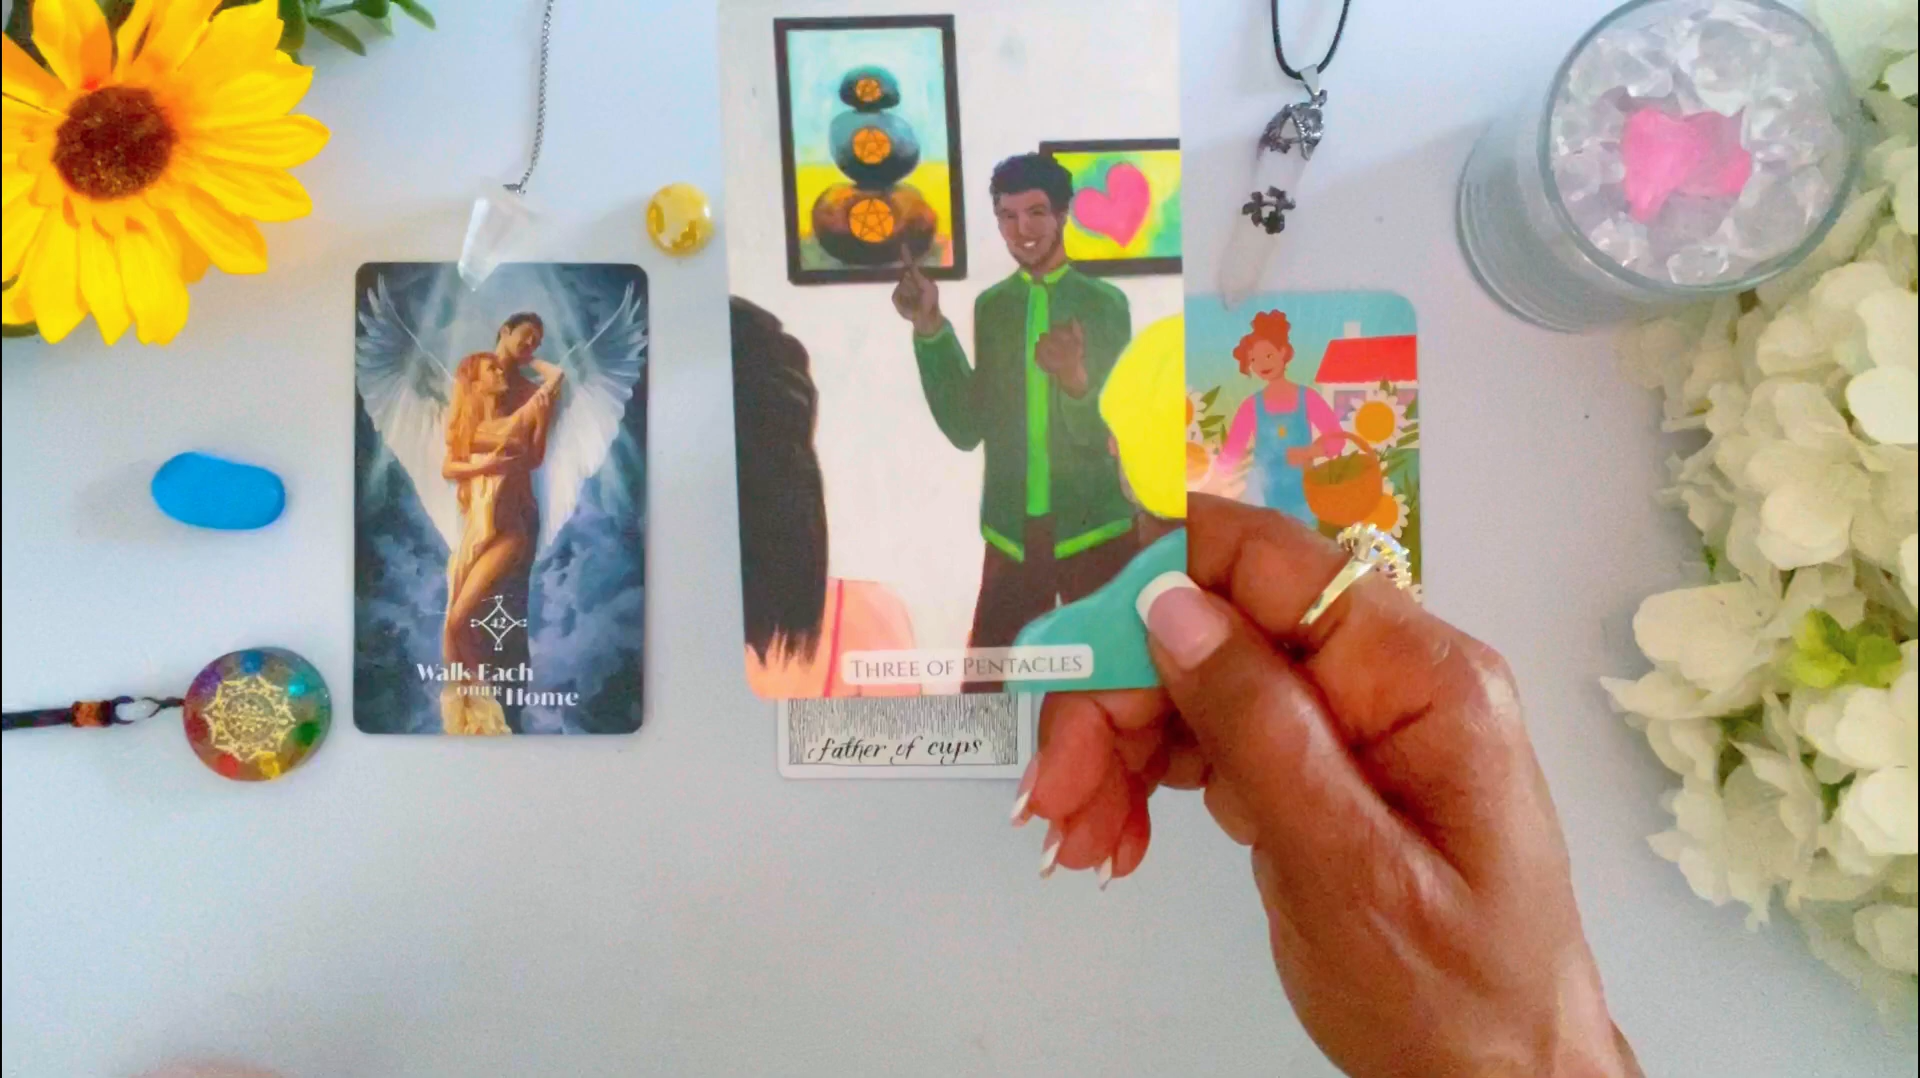 42
Walk Each
OTHER Home
THREE OF PENTACLES
father of cups